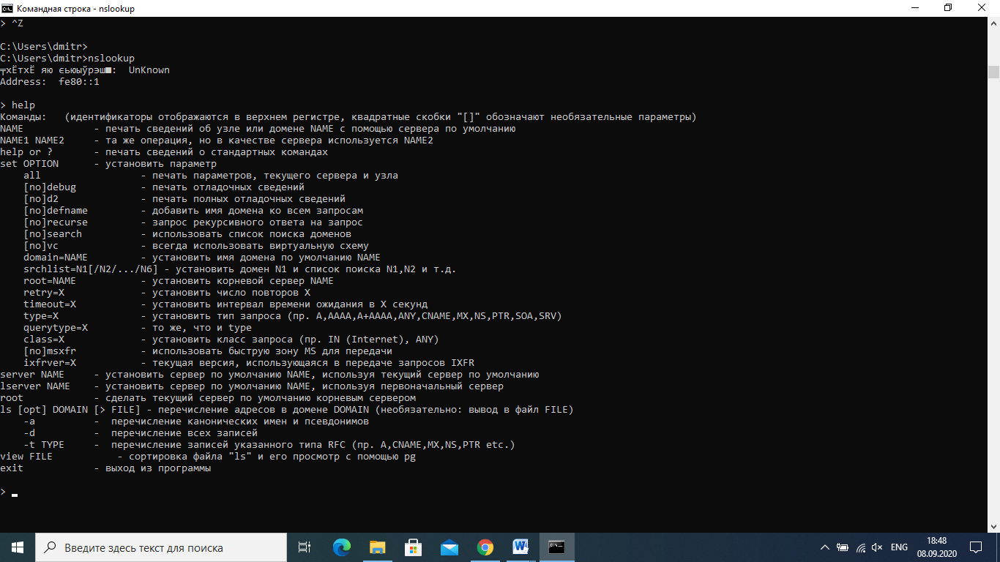 Командная строка - nslookup
> ^Z
C:\Users\dmitr>
C:\Users\dmitr>nslookup
╤хЁтхЁ яю єьюыўрэш■:  UnKnown
Address:  fe80::1
> help
Команды:   (идентификаторы отображаются в верхнем регистре, квадратные скобки "[]" обозначают необязательные параметры)
NAME            - печать сведений об узле или домене NAME с помощью сервера по умолчанию
NAME1 NAME2     - та же операция, но в качестве сервера используется NAME2
help or ?       - печать сведений о стандартных командах
set OPTION      - установить параметр
    all                 - печать параметров, текущего сервера и узла
    [no]debug           - печать отладочных сведений
    [no]d2              - печать полных отладочных сведений
    [no]defname         - добавить имя домена ко всем запросам
    [no]recurse         - запрос рекурсивного ответа на запрос
    [no]search          - использовать список поиска доменов
    [no]vc              - всегда использовать виртуальную схему
    domain=NAME         - установить имя домена по умолчанию NAME
    srchlist=N1[/N2/.../N6] - установить домен N1 и список поиска N1,N2 и т.д.
    root=NAME           - установить корневой сервер NAME
    retry=X             - установить число повторов X
    timeout=X           - установить интервал времени ожидания в X секунд
    type=X              - установить тип запроса (пр. A,AAAA,A+AAAA,ANY,CNAME,MX,NS,PTR,SOA,SRV)
    querytype=X         - то же, что и type
    class=X             - установить класс запроса (пр. IN (Internet), ANY)
    [no]msxfr           - использовать быструю зону MS для передачи
    ixfrver=X           - текущая версия, использующаяся в передаче запросов IXFR
server NAME     - установить сервер по умолчанию NAME, используя текущий сервер по умолчанию
lserver NAME    - установить сервер по умолчанию NAME, используя первоначальный сервер
root            - сделать текущий сервер по умолчанию корневым сервером
ls [opt] DOMAIN [> FILE] - перечисление адресов в домене DOMAIN (необязательно: вывод в файл FILE)
    -a          -  перечисление канонических имен и псевдонимов
    -d          -  перечисление всех записей
    -t TYPE     -  перечисление записей указанного типа RFC (пр. A,CNAME,MX,NS,PTR etc.)
view FILE           - сортировка файла "ls" и его просмотр с помощью pg
exit            - выход из программы
>
Введите здесь текст для поиска
ENG
18:48
08.09.2020